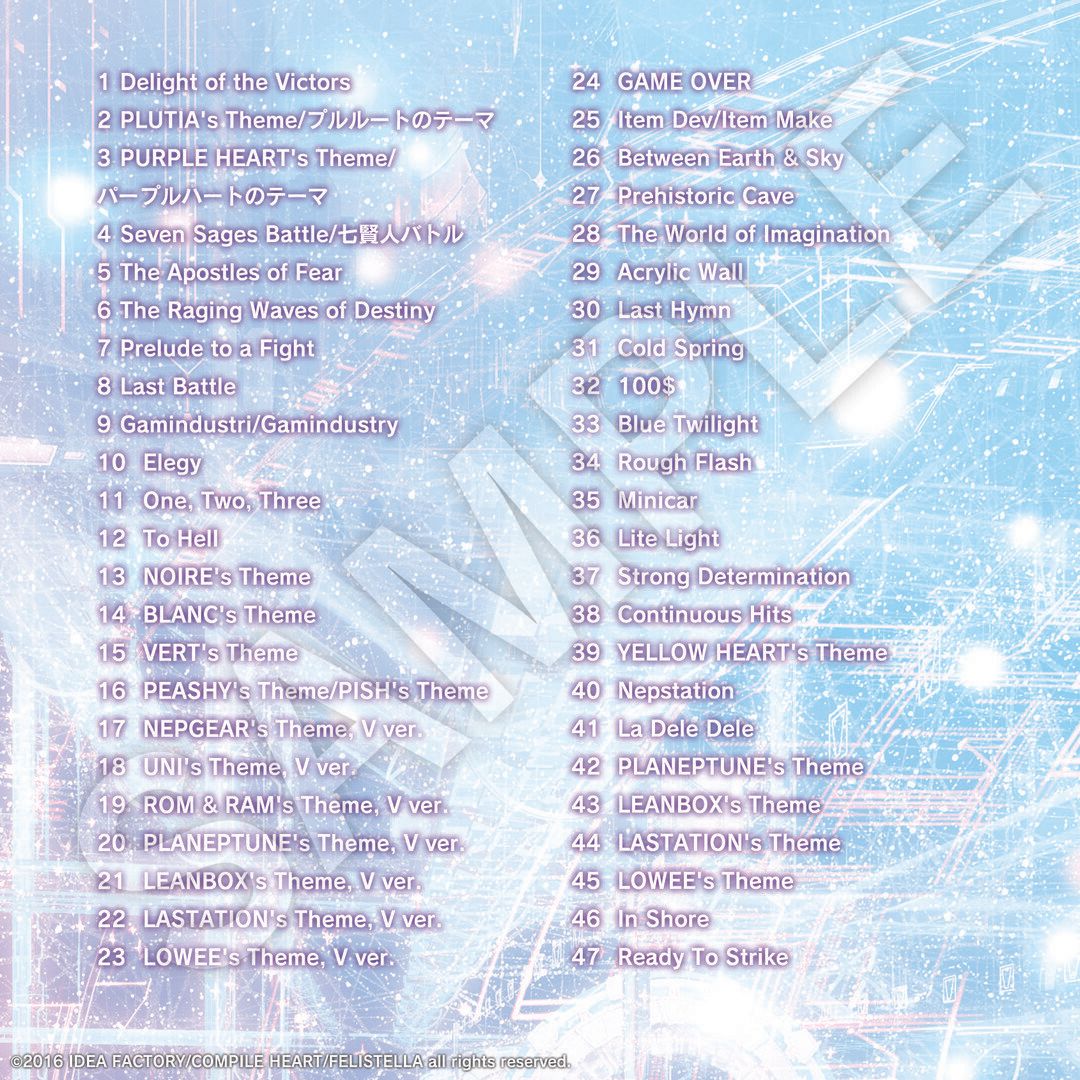 1 Delight of the Victors
2 PLUTIA's Theme/プルルートのテーマ
3 PURPLE HEART's Theme/
パープルハートのテーマ
4 Seven Sages Battle/七賢人バトル
5 The Apostles of Fear
6 The Raging Waves of Destiny
7 Prelude to a Fight
8 Last Battle
9 Gamindustri/Gamindustry
10 Elegy
11 One, Two, Three
12 To Hell
13 NOIRE's Theme
14 BLANC's Theme
15 VERT's Theme
16 PEASHY's Theme/PISH's Theme
17 NEPGEAR's Theme, V ver.
18 UNI's Theme, V ver.
19 ROM & RAM's Theme, V ver.
20 PLANEPTUNE's Theme, V ver.
21 LEANBOX's Theme, V ver.
22 LASTATION's Theme, V ver.
23 LOWEE's Theme, V ver.
24 GAME OVER
25 Item Dev/Item Make
26 Between Earth & Sky
27 Prehistoric Cave
28 The World of Imagination
29 Acrylic Wall
30 Last Hymn
31 Cold Spring
32 100$
33 Blue Twilight
34 Rough Flash
35 Minicar
36 Lite Light
37 Strong Determination
38 Continuous Hits
39 YELLOW HEART's Theme
40 Nepstation
41 La Dele Dele
42 PLANEPTUNE's Theme
43 LEANBOX's Theme
44 LASTATION's Theme
45 LOWEE's Theme
46 In Shore
47 Ready To Strike
SAMPLE
©2016 IDEA FACTORY/COMPILE HEART/FELISTELLA all rights reserved.